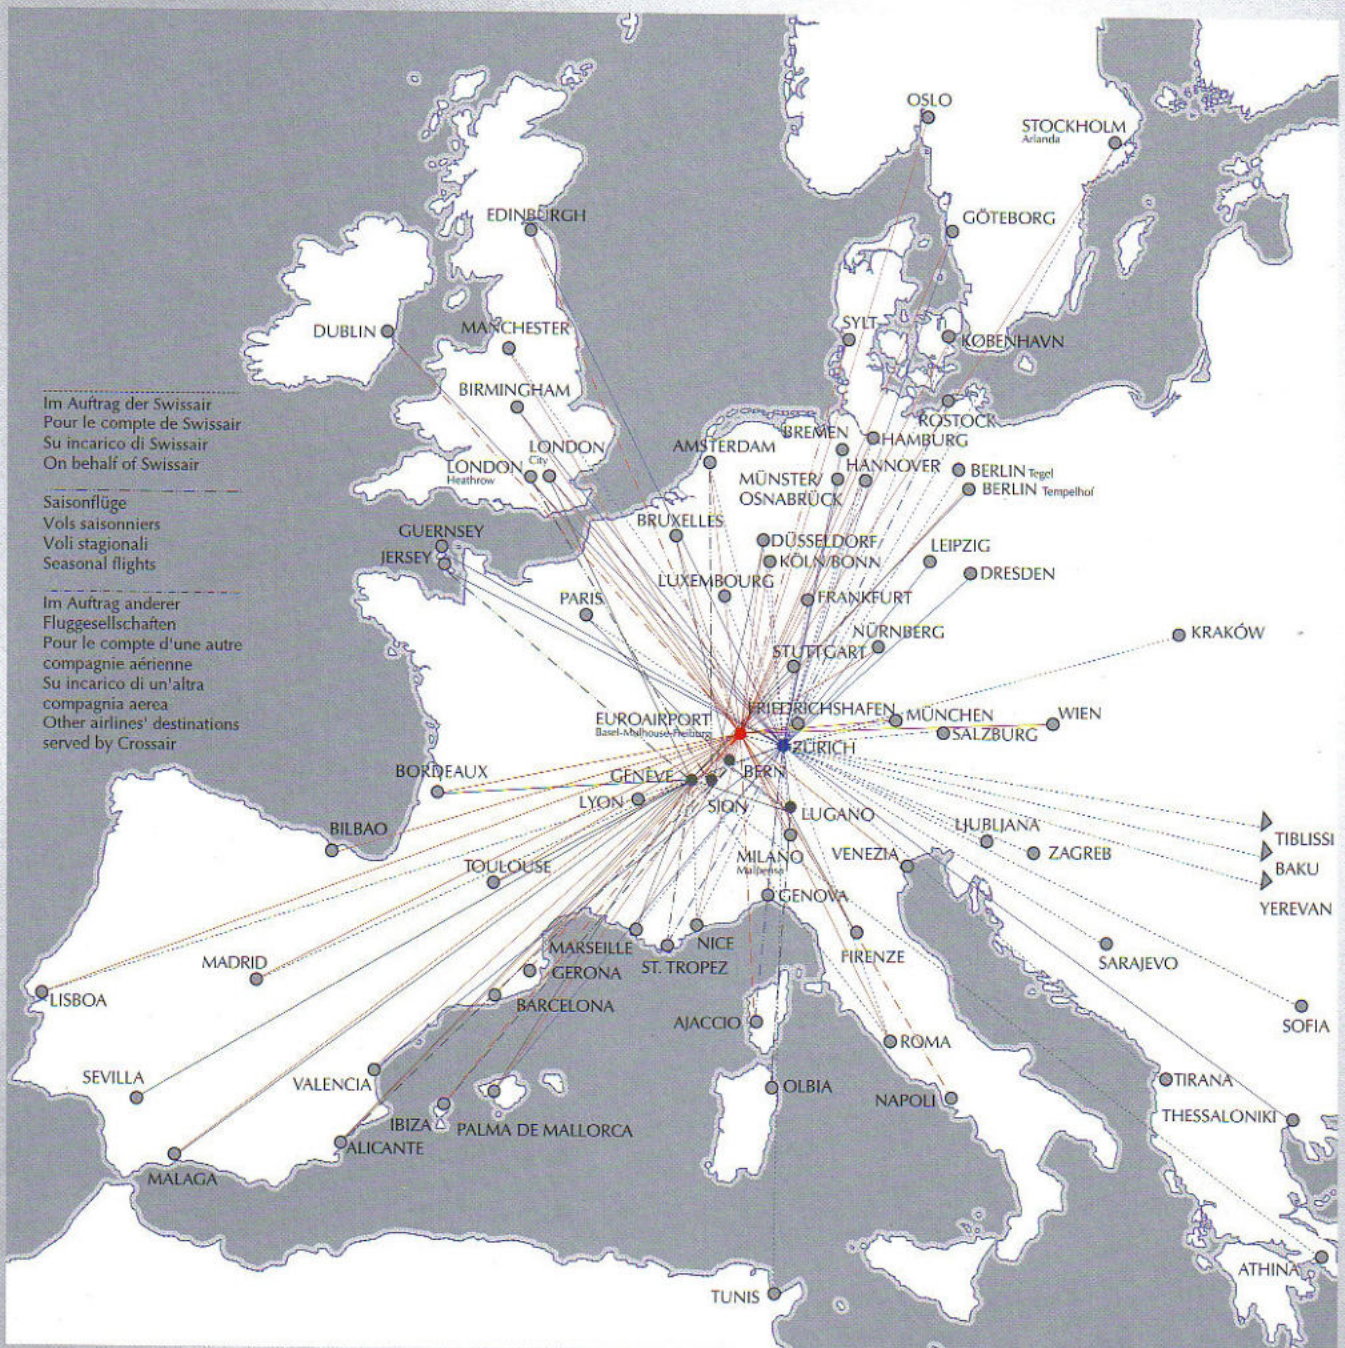 OSLO
STOCKHOLM
Arlanda
EDINBURGH
GÖTEBORG
DUBLIN
MANCHESTER
SYLT
KØBENHAVN
BIRMINGHAM
ROSTOCK
Im Auftrag der Swissair
Pour le compte de Swissair
Su incarico di Swissair
On behalf of Swissair
Saisonflüge
Vols saisonniers
Voli stagionali
Seasonal flights
Im Auftrag anderer
Fluggesellschaften
Pour le compte d'une autre
compagnie aérienne
Su incarico di un'altra
compagnia aerea
Other airlines' destinations
served by Crossair
LONDON
City
LONDON
Heathrow
AMSTERDAM
BREMEN
HAMBURG
MÜNSTER/
OSNABRÜCK
HANNOVER
BERLIN Tegel
BERLIN Tempelhof
GUERNSEY
JERSEY
BRUXELLES
DÜSSELDORF
KÖLN/BONN
LEIPZIG
DRESDEN
LUXEMBOURG
PARIS
FRANKFURT
NÜRNBERG
STUTTGART
KRAKÓW
EUROAIRPORT
Basel-Mulhouse-Freiburg
FRIEDRICHSHAFEN
MÜNCHEN
WIEN
SALZBURG
ZÜRICH
BORDEAUX
GENÈVE
BERN
LYON
SION
LUGANO
BILBAO
LJUBLJANA
TIBLISSI
TOULOUSE
MILANO
Malpensa
VENEZIA
ZAGREB
BAKU
GENOVA
YEREVAN
MADRID
MARSEILLE
NICE
GERONA
ST. TROPEZ
FIRENZE
SARAJEVO
LISBOA
BARCELONA
AJACCIO
SOFIA
ROMA
SEVILLA
VALENCIA
OLBIA
NAPOLI
TIRANA
IBIZA
PALMA DE MALLORCA
THESSALONIKI
ALICANTE
MALAGA
ATHINA
TUNIS